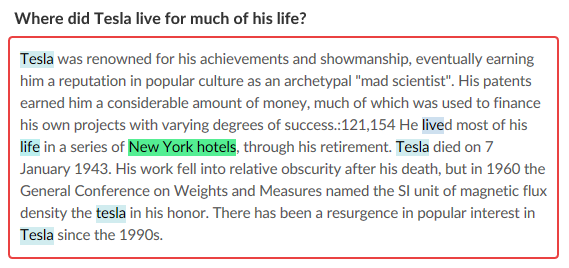 Where did Tesla live for much of his life?
Tesla was renowned for his achievements and showmanship, eventually earning
him a reputation in popular culture as an archetypal "mad scientist". His patents
earned him a considerable amount of money, much of which was used to finance
his own projects with varying degrees of success.:121,154 He lived most of his
life in a series of New York hotels, through his retirement. Tesla died on 7
January 1943. His work fell into relative obscurity after his death, but in 1960 the
General Conference on Weights and Measures named the SI unit of magnetic flux
density the tesla in his honor. There has been a resurgence in popular interest in
Tesla since the 1990s.